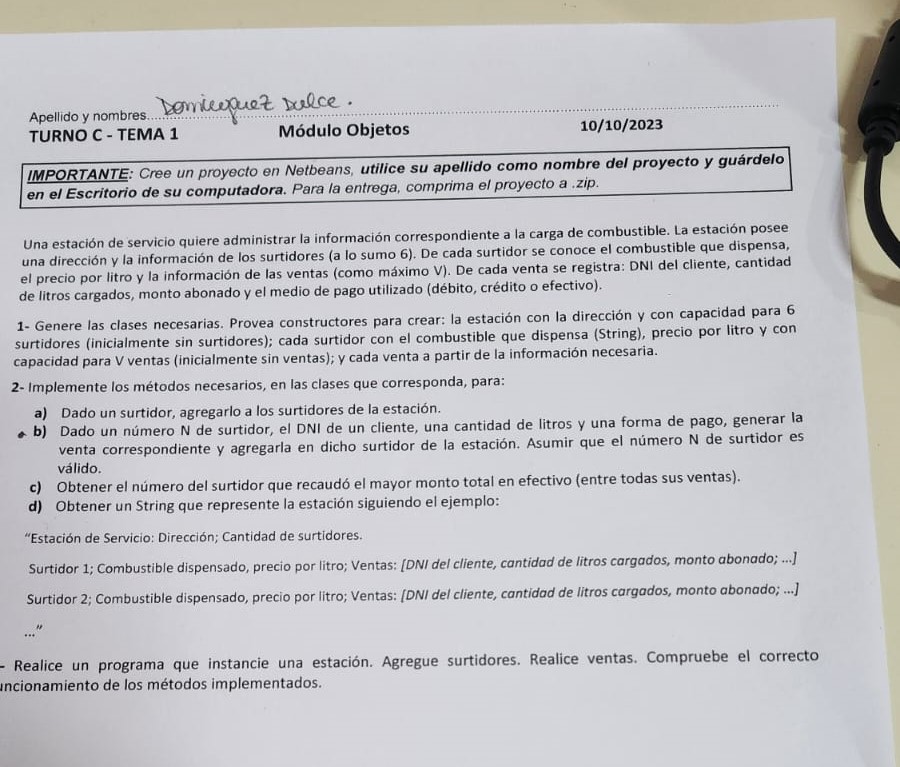 Apellido y nombres Dominguez Dulce.
TURNO C - TEMA 1 Módulo Objetos 10/10/2023
IMPORTANTE: Cree un proyecto en Netbeans, utilice su apellido como nombre del proyecto y guárdelo
en el Escritorio de su computadora. Para la entrega, comprima el proyecto a .zip.
Una estación de servicio quiere administrar la información correspondiente a la carga de combustible. La estación posee
una dirección y la información de los surtidores (a lo sumo 6). De cada surtidor se conoce el combustible que dispensa,
el precio por litro y la información de las ventas (como máximo V). De cada venta se registra: DNI del cliente, cantidad
de litros cargados, monto abonado y el medio de pago utilizado (débito, crédito o efectivo).
1- Genere las clases necesarias. Provea constructores para crear: la estación con la dirección y con capacidad para 6
surtidores (inicialmente sin surtidores); cada surtidor con el combustible que dispensa (String), precio por litro y con
capacidad para V ventas (inicialmente sin ventas); y cada venta a partir de la información necesaria.
2- Implemente los métodos necesarios, en las clases que corresponda, para:
a) Dado un surtidor, agregarlo a los surtidores de la estación.
b) Dado un número N de surtidor, el DNI de un cliente, una cantidad de litros y una forma de pago, generar la
venta correspondiente y agregarla en dicho surtidor de la estación. Asumir que el número N de surtidor es
válido.
c) Obtener el número del surtidor que recaudó el mayor monto total en efectivo (entre todas sus ventas).
d) Obtener un String que represente la estación siguiendo el ejemplo:
"Estación de Servicio: Dirección; Cantidad de surtidores.
Surtidor 1; Combustible dispensado, precio por litro; Ventas: [DNI del cliente, cantidad de litros cargados, monto abonado; ...]
Surtidor 2; Combustible dispensado, precio por litro; Ventas: [DNI del cliente, cantidad de litros cargados, monto abonado; ...]
..."
- Realice un programa que instancie una estación. Agregue surtidores. Realice ventas. Compruebe el correcto
uncionamiento de los métodos implementados.